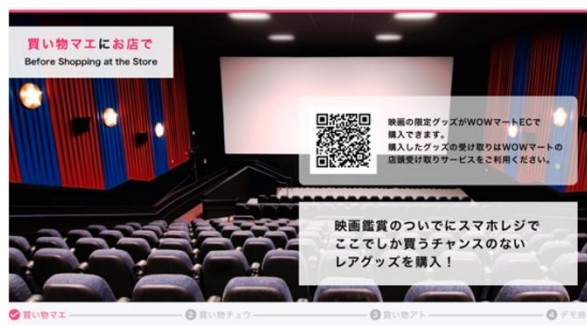 買い物マエにお店で
Before Shopping at the Store
映画の限定グッズがWOWマートECで
購入できます。
購入したグッズの受け取りはWOWマートの
店頭受け取りサービスをご利用ください。
映画鑑賞のついでにスマホレジで
ここでしか買うチャンスのない
レアグッズを購入！
買い物マエ
2 買い物チュウ
3 買い物アト
4 デモ